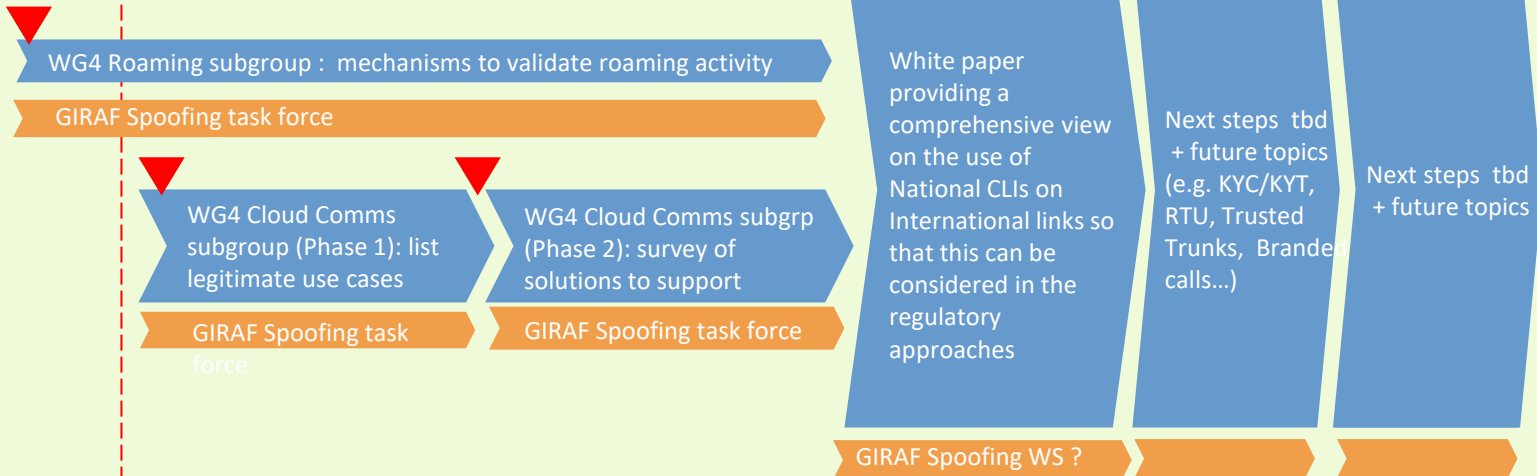 WG4 Roaming subgroup :  mechanisms to validate roaming activity
GIRAF Spoofing task force
WG4 Cloud Comms
subgroup (Phase 1): list
legitimate use cases
GIRAF Spoofing task
force
WG4 Cloud Comms subgrp
(Phase 2): survey of
solutions to support
GIRAF Spoofing task force
White paper
providing a
comprehensive view
on the use of
National CLIs on
International links so
that this can be
considered in the
regulatory
approaches
GIRAF Spoofing WS ?
Next steps  tbd
+ future topics
(e.g. KYC/KYT,
RTU, Trusted
Trunks,  Branded
calls…)
Next steps  tbd
+ future topics